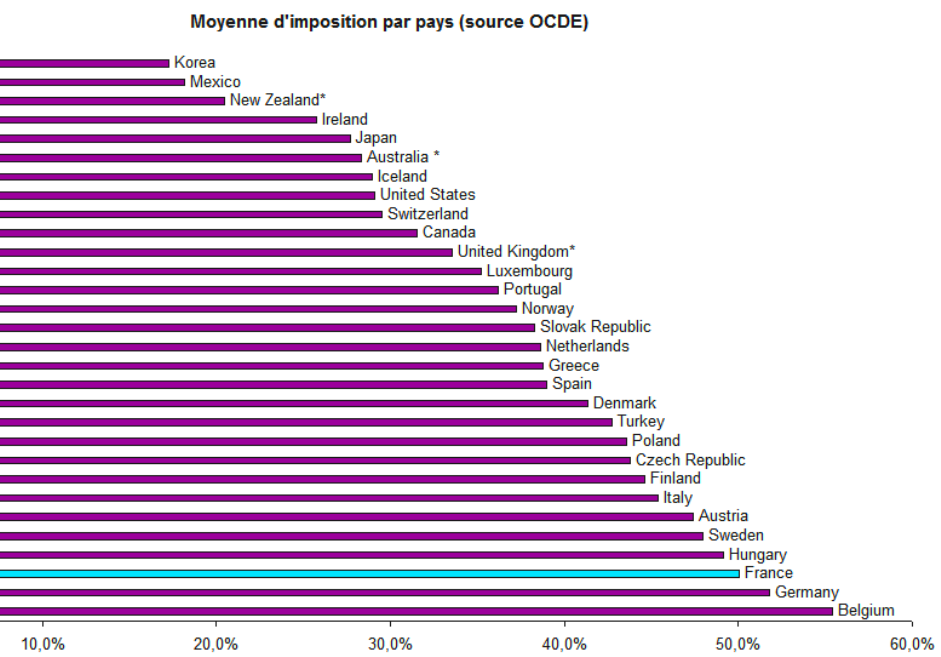 Moyenne d'imposition par pays (source OCDE)
Korea
Mexico
New Zealand*
Ireland
Japan
Australia *
Iceland
United States
Switzerland
Canada
United Kingdom*
Luxembourg
Portugal
Norway
Slovak Republic
Netherlands
Greece
Spain
Denmark
Turkey
Poland
Czech Republic
Finland
Italy
Austria
Sweden
Hungary
France
Germany
Belgium
10,0% 20,0% 30,0% 40,0% 50,0% 60,0%